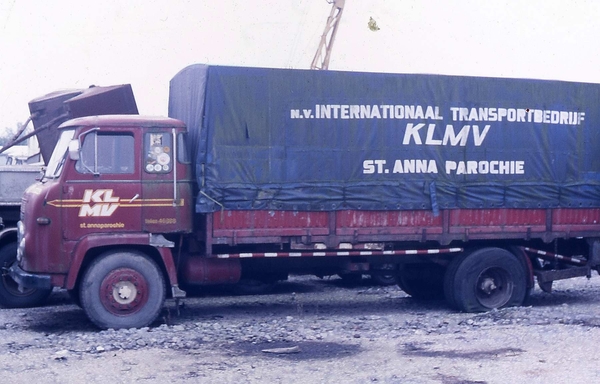 N.V. INTERNATIONAAL TRANSPORTBEDRIJF
KLMV
ST. ANNA PAROCHIE
KL
MV
st. annaparochie